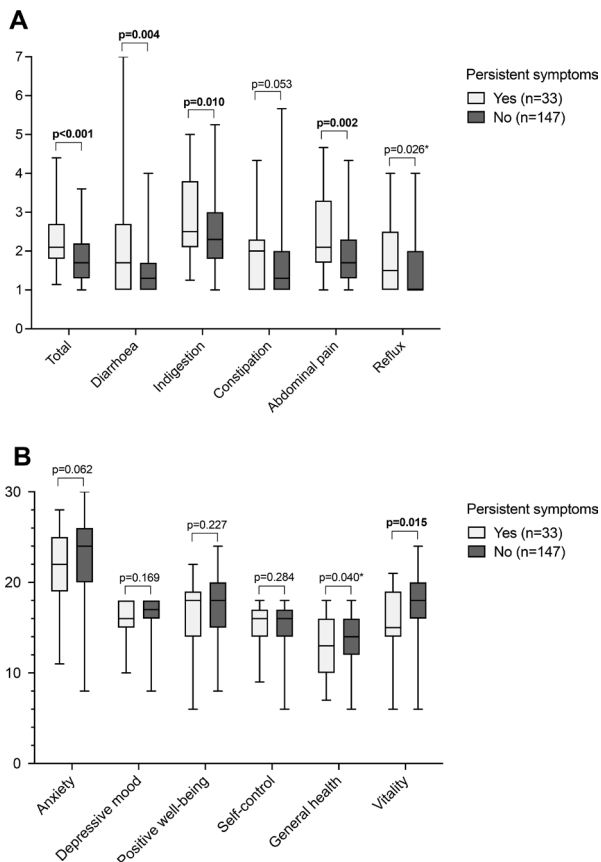 A
p=0.004
7
p=0.053
6
p=0.010
p=0.002
5
p<0.001
p=0.026*
4
3
2
1
0
Total
Diarrhoea
Indigestion
Constipation
Abdominal pain
Reflux
Persistent symptoms
Yes (n=33)
No (n=147)
B
p=0.062
30
p=0.227
p=0.015
p=0.169
p=0.284
p=0.040*
20
10
0
Anxiety
Depressive mood
Positive well-being
Self-control
General health
Vitality
Persistent symptoms
Yes (n=33)
No (n=147)